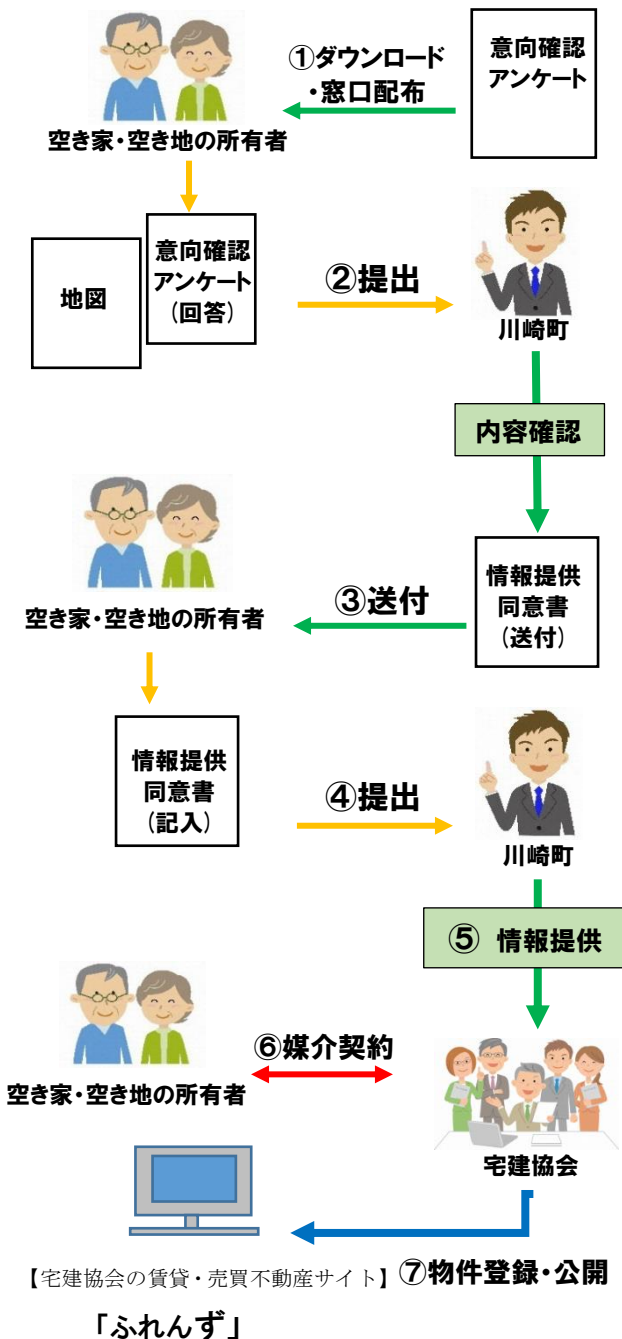 ①ダウンロード
・窓口配布
意向確認
アンケート
空き家・空き地の所有者
地図
意向確認
アンケート
(回答)
②提出
川崎町
内容確認
空き家・空き地の所有者
③送付
情報提供
同意書
(送付)
情報提供
同意書
(記入)
④提出
川崎町
⑤ 情報提供
空き家・空き地の所有者
⑥媒介契約
宅建協会
【宅建協会の賃貸・売買不動産サイト】
⑦物件登録・公開
「ふれんず」